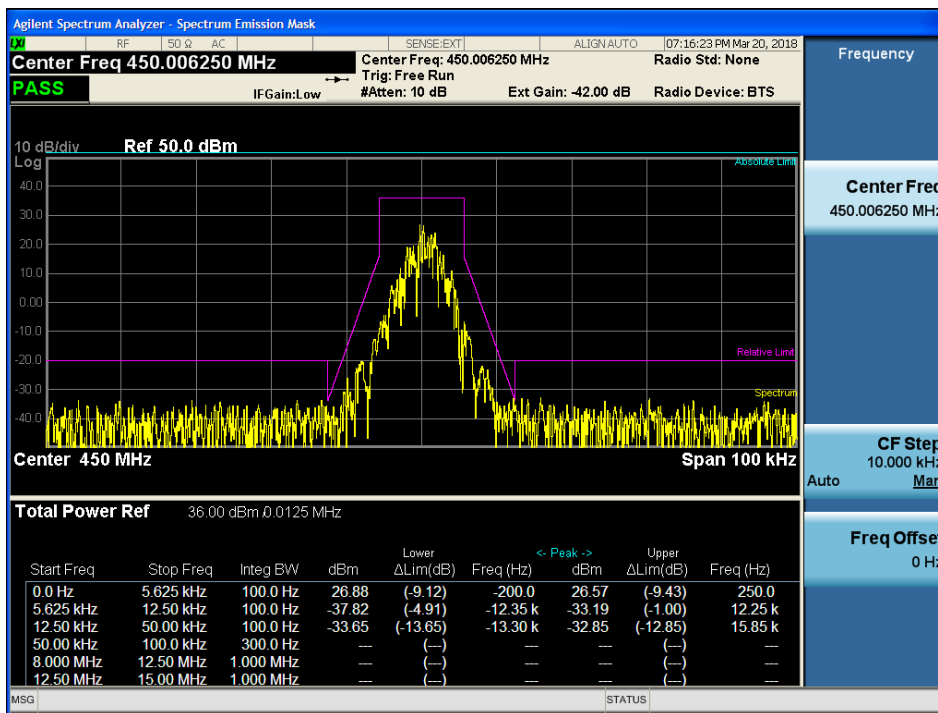 Agilent Spectrum Analyzer - Spectrum Emission Mask
LXI RF 50 Ω AC SENSE:EXT ALIGN AUTO 07:16:23 PM Mar 20, 2018
Center Freq 450.006250 MHz Center Freq: 450.006250 MHz Radio Std: None
Trig: Free Run
PASS IFGain:Low #Atten: 10 dB Ext Gain: -42.00 dB Radio Device: BTS
10 dB/div Ref 50.0 dBm
Log Absolute Limit
40.0
30.0
20.0
10.0
0.00
-10.0
-20.0 Relative Limit
-30.0 Spectrum
-40.0
Center 450 MHz Span 100 kHz
Total Power Ref 36.00 dBm / 0.0125 MHz
Lower <- Peak -> Upper
Start Freq Stop Freq Integ BW dBm ΔLim(dB) Freq (Hz) dBm ΔLim(dB) Freq (Hz)
0.0 Hz 5.625 kHz 100.0 Hz 26.88 (-9.12) -200.0 26.57 (-9.43) 250.0
5.625 kHz 12.50 kHz 100.0 Hz -37.82 (-4.91) -12.35 k -33.19 (-1.00) 12.25 k
12.50 kHz 50.00 kHz 100.0 Hz -33.65 (-13.65) -13.30 k -32.85 (-12.85) 15.85 k
50.00 kHz 100.0 kHz 300.0 Hz --- (---) --- --- (---) ---
8.000 MHz 12.50 MHz 1.000 MHz --- (---) --- --- (---) ---
12.50 MHz 15.00 MHz 1.000 MHz --- (---) --- --- (---) ---
MSG STATUS
Frequency
Center Freq
450.006250 MHz
CF Step
10.000 kHz
Auto Man
Freq Offset
0 Hz